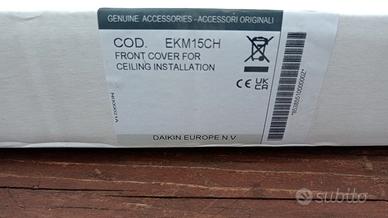 GENUINE ACCESSORIES - ACCESSORI ORIGINALI
COD. EKM15CH
FRONT COVER FOR
CEILING INSTALLATION
CE UK
CA
DAIKIN EUROPE N.V.
subito